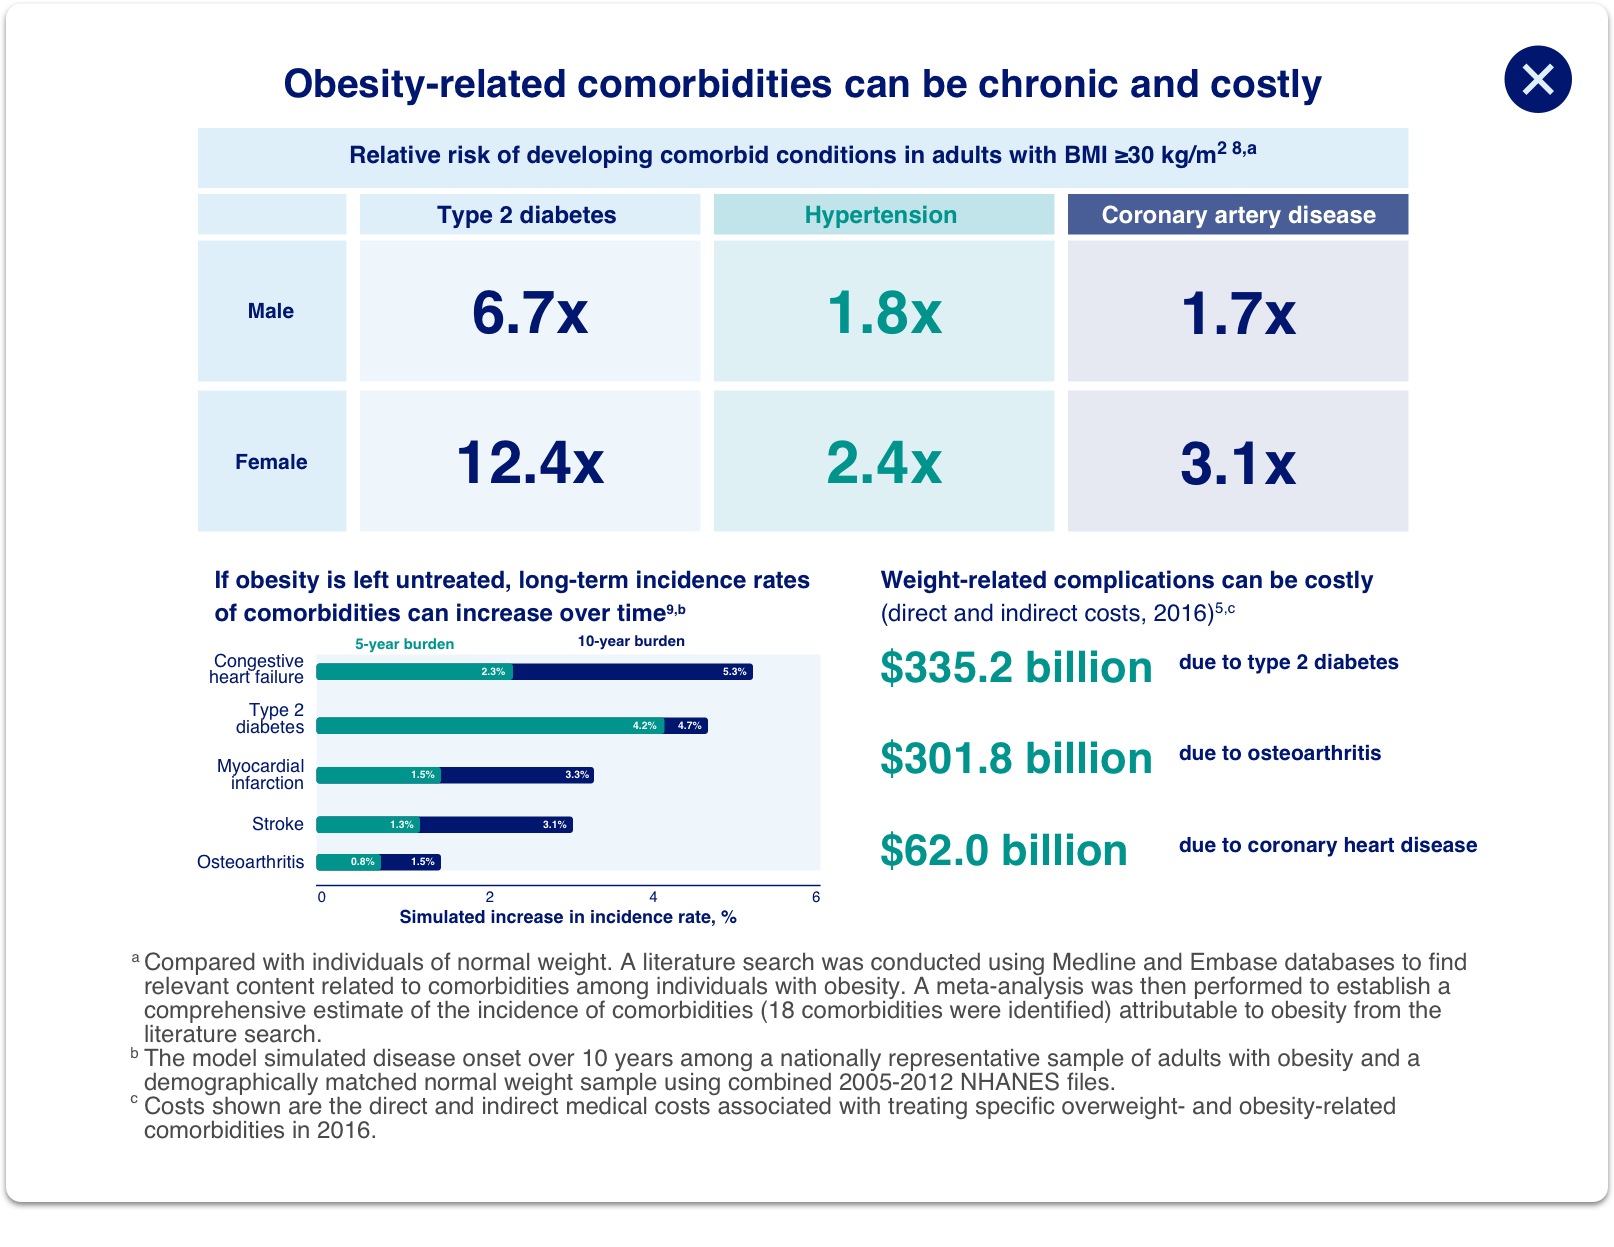 Obesity-related comorbidities can be chronic and costly
Relative risk of developing comorbid conditions in adults with BMI ≥30 kg/m2 8,a
Type 2 diabetes Hypertension Coronary artery disease
Male 6.7x 1.8x 1.7x
Female 12.4x 2.4x 3.1x
If obesity is left untreated, long-term incidence rates
of comorbidities can increase over time9,b
5-year burden 10-year burden
Congestive
heart failure 2.3% 5.3%
Type 2
diabetes 4.2% 4.7%
Myocardial
infarction 1.5% 3.3%
Stroke 1.3% 3.1%
Osteoarthritis 0.8% 1.5%
0 2 4 6
Simulated increase in incidence rate, %
Weight-related complications can be costly
(direct and indirect costs, 2016)5,c
$335.2 billion due to type 2 diabetes
$301.8 billion due to osteoarthritis
$62.0 billion due to coronary heart disease
a Compared with individuals of normal weight. A literature search was conducted using Medline and Embase databases to find
relevant content related to comorbidities among individuals with obesity. A meta-analysis was then performed to establish a
comprehensive estimate of the incidence of comorbidities (18 comorbidities were identified) attributable to obesity from the
literature search.
b The model simulated disease onset over 10 years among a nationally representative sample of adults with obesity and a
demographically matched normal weight sample using combined 2005-2012 NHANES files.
c Costs shown are the direct and indirect medical costs associated with treating specific overweight- and obesity-related
comorbidities in 2016.